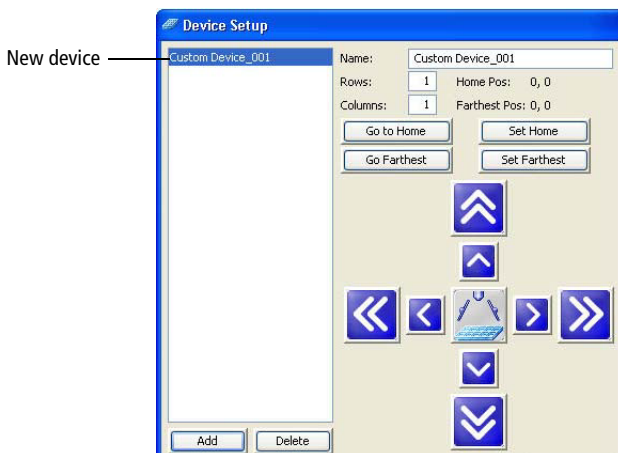 Device Setup
New device
Custom Device_001
Name: Custom Device_001
Rows: 1 Home Pos: 0, 0
Columns: 1 Farthest Pos: 0, 0
Go to Home Set Home
Go Farthest Set Farthest
Add Delete